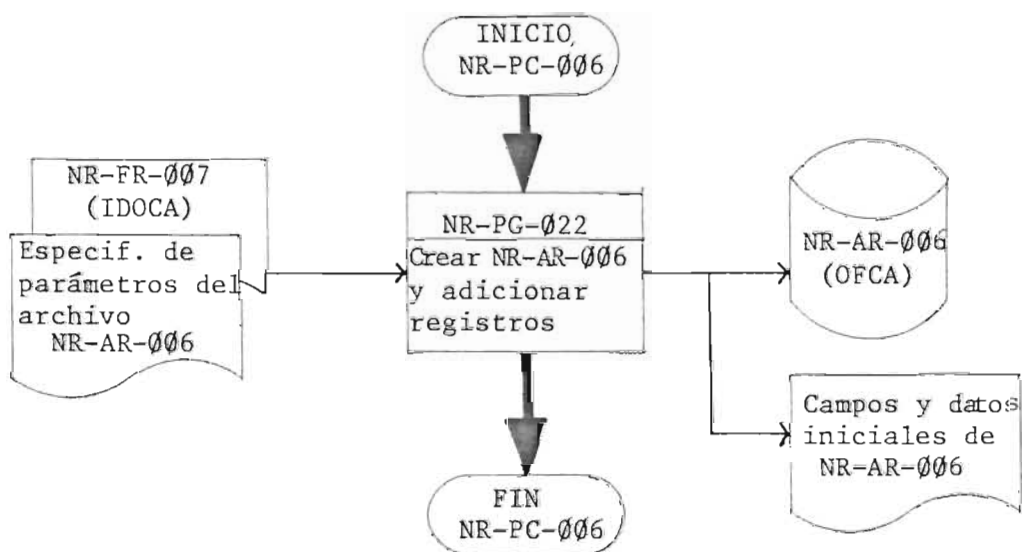 INICIO,
NR-PC-ØØ6
NR-FR-ØØ7
(IDOCA)
Especif. de
parámetros del
archivo
NR-AR-ØØ6
NR-PG-Ø22
Crear NR-AR-ØØ6
y adicionar
registros
NR-AR-ØØ6
(OFCA)
Campos y datos
iniciales de
NR-AR-ØØ6
FIN
NR-PC-ØØ6